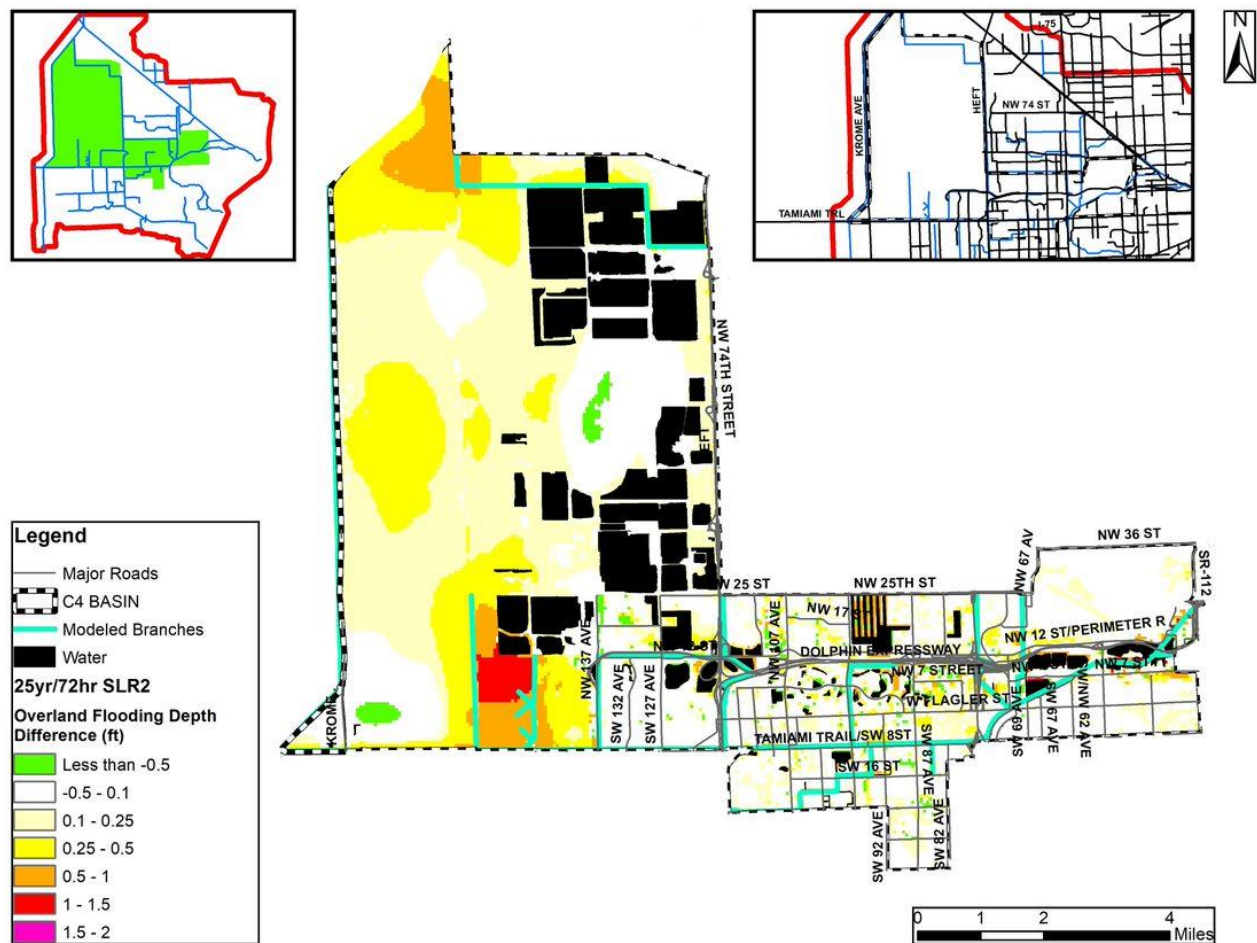 I-75
N
HEFT
NW 74 ST
KROME AVE
TAMIAMI TRL
NW 74TH STREET
EFT
Legend
Major Roads
C4 BASIN
Modeled Branches
Water
25yr/72hr SLR2
Overland Flooding Depth
Difference (ft)
Less than -0.5
-0.5 - 0.1
0.1 - 0.25
0.25 - 0.5
0.5 - 1
1 - 1.5
1.5 - 2
KROME
NW 36 ST
NW 67 AV
SR-112
W 25 ST
NW 25TH ST
NW 17 ST
NW 107 AVE
NW 137 AVE
NW 12 ST/PERIMETER R
DOLPHIN EXPRESSWAY
NW 7 STREET
NW 7 ST
SW 132 AVE
SW 127 AVE
W FLAGLER ST
SW 69 AVE
SW 67 AVE
SW/NW 62 AVE
TAMIAMI TRAIL/SW 8ST
SW 87 AVE
SW 16 ST
SW 92 AVE
SW 82 AVE
0 1 2 4
Miles